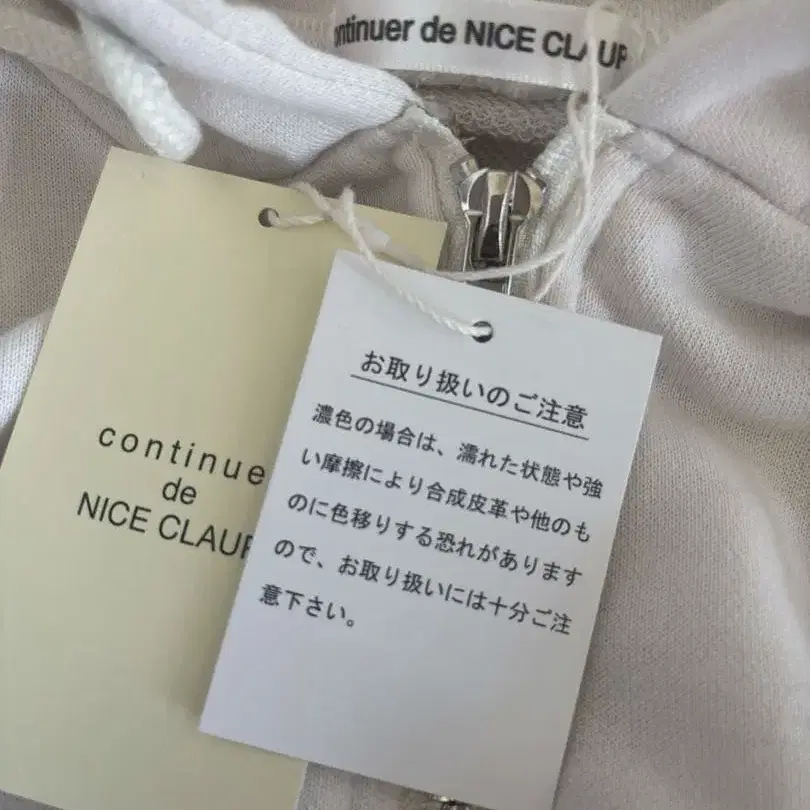 continuer de NICE CLAUP
continue
de
NICE CLAUP
お取り扱いのご注意
濃色の場合は、濡れた状態や強
い摩擦により合成皮革や他のも
のに色移りする恐れがあります
ので、お取り扱いには十分ご注
意下さい。